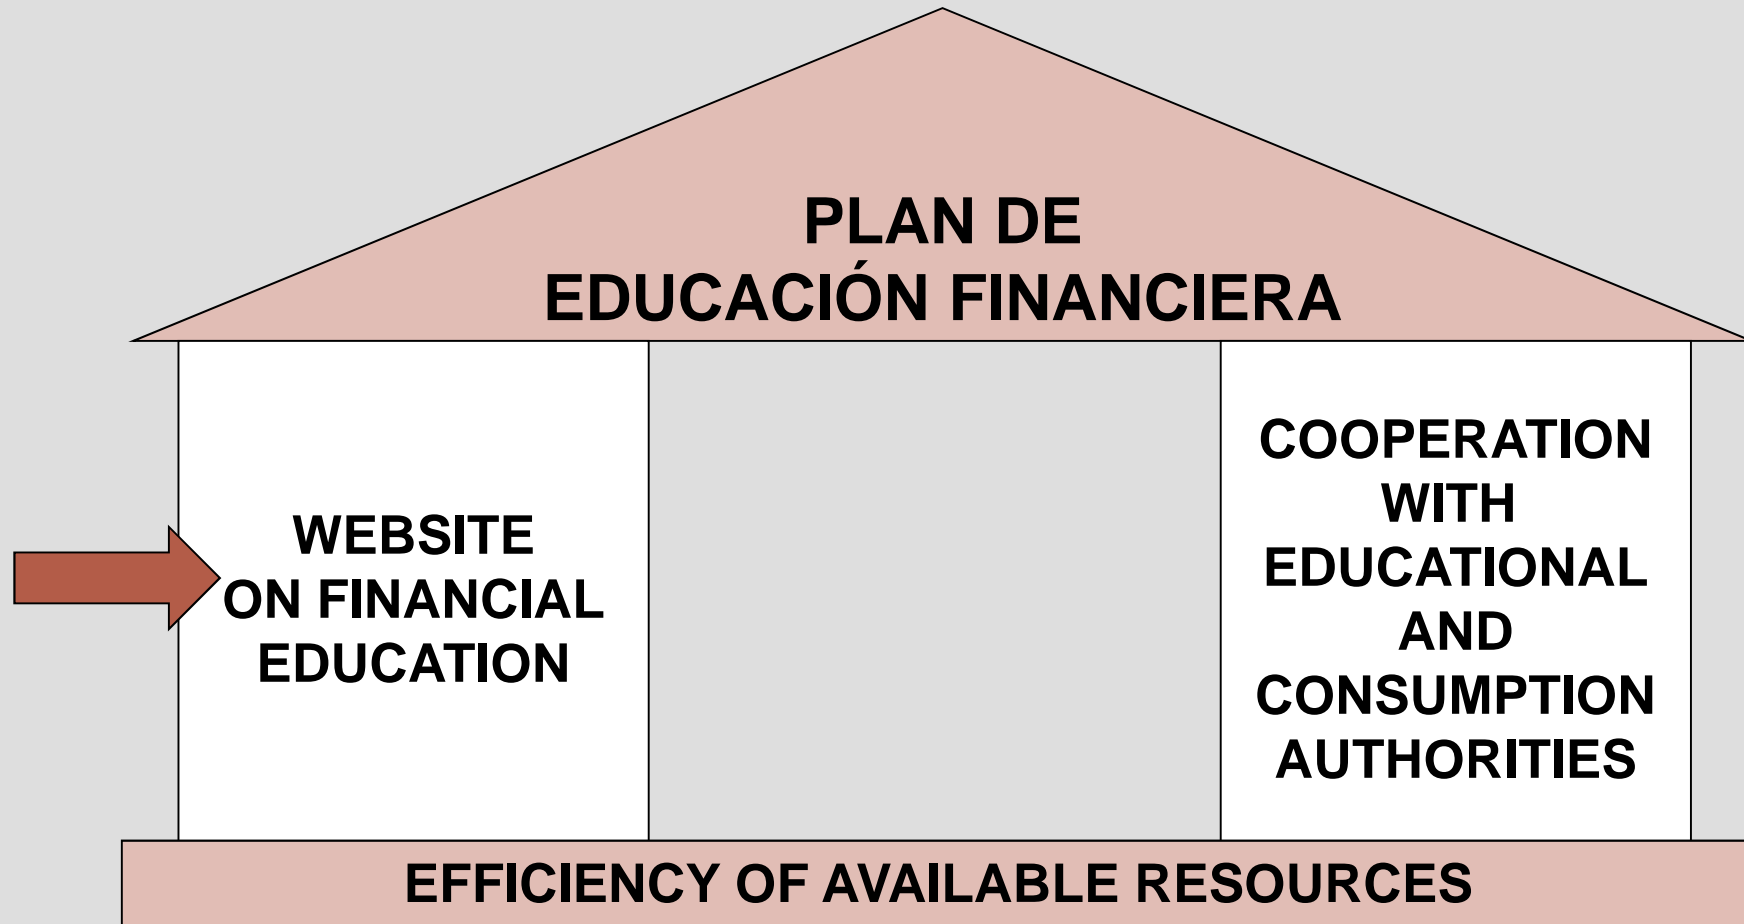 PLAN DE
EDUCACIÓN FINANCIERA
WEBSITE
ON FINANCIAL
EDUCATION
COOPERATION
WITH
EDUCATIONAL
AND
CONSUMPTION
AUTHORITIES
EFFICIENCY OF AVAILABLE RESOURCES